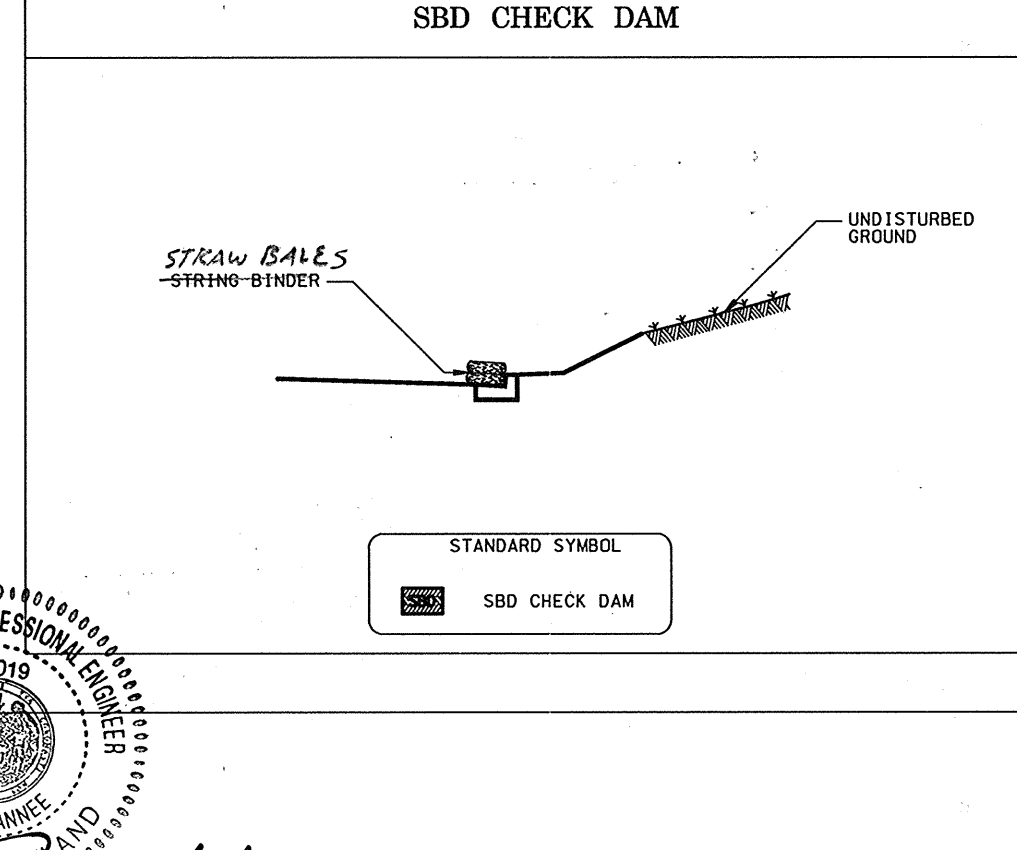 SBD CHECK DAM
UNDISTURBED
GROUND
STRAW BALES
STRING BINDER
STANDARD SYMBOL
SBD
SBD CHECK DAM
ESSIONAL ENGINEER
019
ANNEE
AND